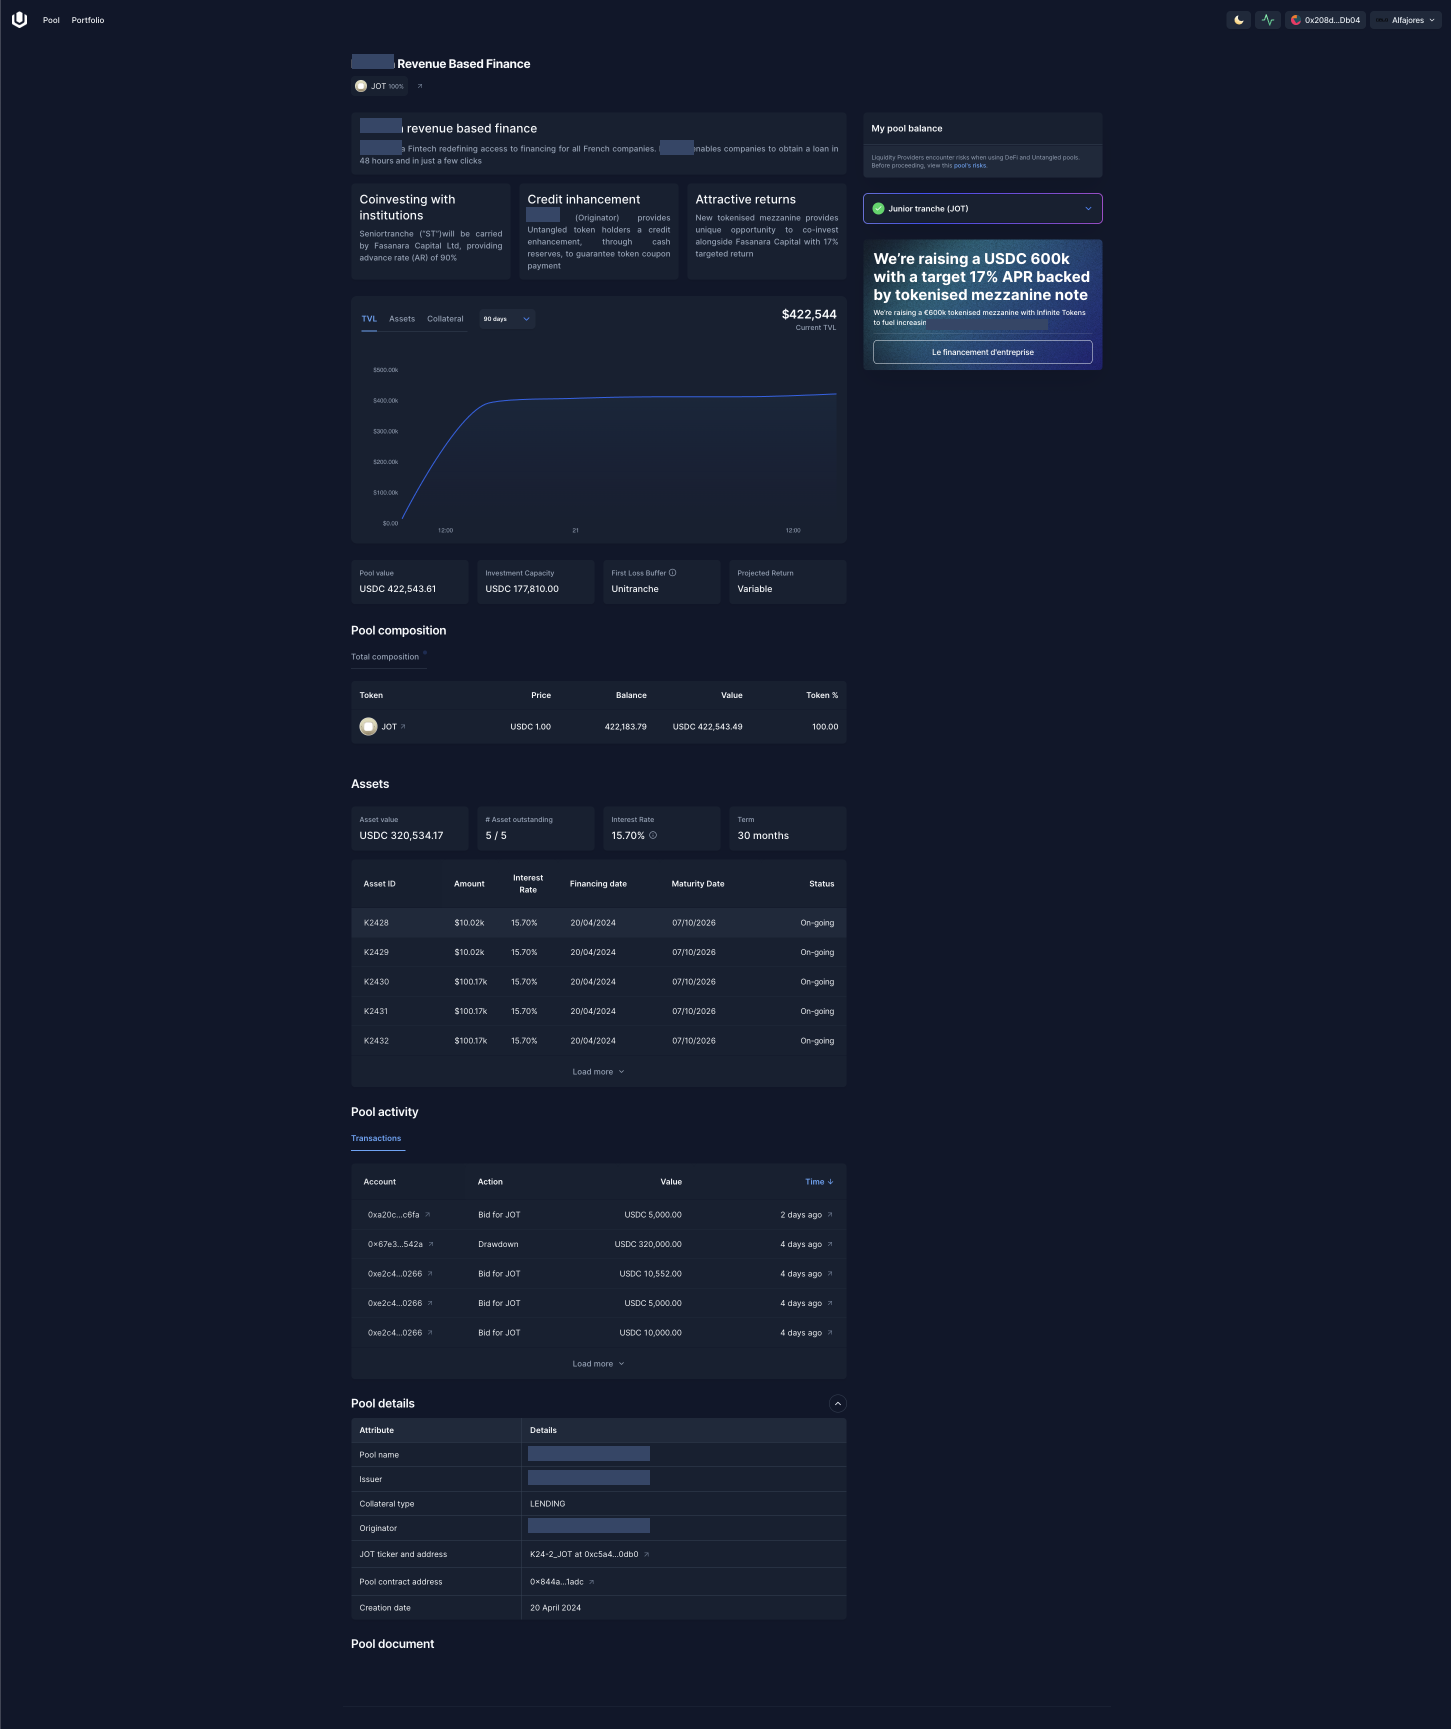 Pool Portfolio
0x208d...Db04 Alfajores
Revenue Based Finance
JOT 100%
revenue based finance
a Fintech redefining access to financing for all French companies. enables companies to obtain a loan in
48 hours and in just a few clicks
Coinvesting with
institutions
Seniortranche ("ST")will be carried
by Fasanara Capital Ltd, providing
advance rate (AR) of 90%
Credit inhancement
(Originator) provides
Untangled token holders a credit
enhancement, through cash
reserves, to guarantee token coupon
payment
Attractive returns
New tokenised mezzanine provides
unique opportunity to co-invest
alongside Fasanara Capital with 17%
targeted return
My pool balance
Liquidity Providers encounter risks when using DeFi and Untangled pools.
Before proceeding, view this pool's risks.
Junior tranche (JOT)
We're raising a USDC 600k
with a target 17% APR backed
by tokenised mezzanine note
We're raising a €600k tokenised mezzanine with Infinite Tokens
to fuel increasin
Le financement d'entreprise
TVL Assets Collateral 90 days
$422,544
Current TVL
$500.00k
$400.00k
$300.00k
$200.00k
$100.00k
$0.00
12:00 21 12:00
Pool value
USDC 422,543.61
Investment Capacity
USDC 177,810.00
First Loss Buffer
Unitranche
Projected Return
Variable
Pool composition
Total composition
Token Price Balance Value Token %
JOT USDC 1.00 422,183.79 USDC 422,543.49 100.00
Assets
Asset value
USDC 320,534.17
# Asset outstanding
5 / 5
Interest Rate
15.70%
Term
30 months
Asset ID Amount Interest Rate Financing date Maturity Date Status
K2428 $10.02k 15.70% 20/04/2024 07/10/2026 On-going
K2429 $10.02k 15.70% 20/04/2024 07/10/2026 On-going
K2430 $100.17k 15.70% 20/04/2024 07/10/2026 On-going
K2431 $100.17k 15.70% 20/04/2024 07/10/2026 On-going
K2432 $100.17k 15.70% 20/04/2024 07/10/2026 On-going
Load more
Pool activity
Transactions
Account Action Value Time ↓
0xa20c...c6fa Bid for JOT USDC 5,000.00 2 days ago
0x67e3...542a Drawdown USDC 320,000.00 4 days ago
0xe2c4...0266 Bid for JOT USDC 10,552.00 4 days ago
0xe2c4...0266 Bid for JOT USDC 5,000.00 4 days ago
0xe2c4...0266 Bid for JOT USDC 10,000.00 4 days ago
Load more
Pool details
Attribute Details
Pool name
Issuer
Collateral type LENDING
Originator
JOT ticker and address K24-2_JOT at 0xc5a4...0db0
Pool contract address 0x844a...1adc
Creation date 20 April 2024
Pool document